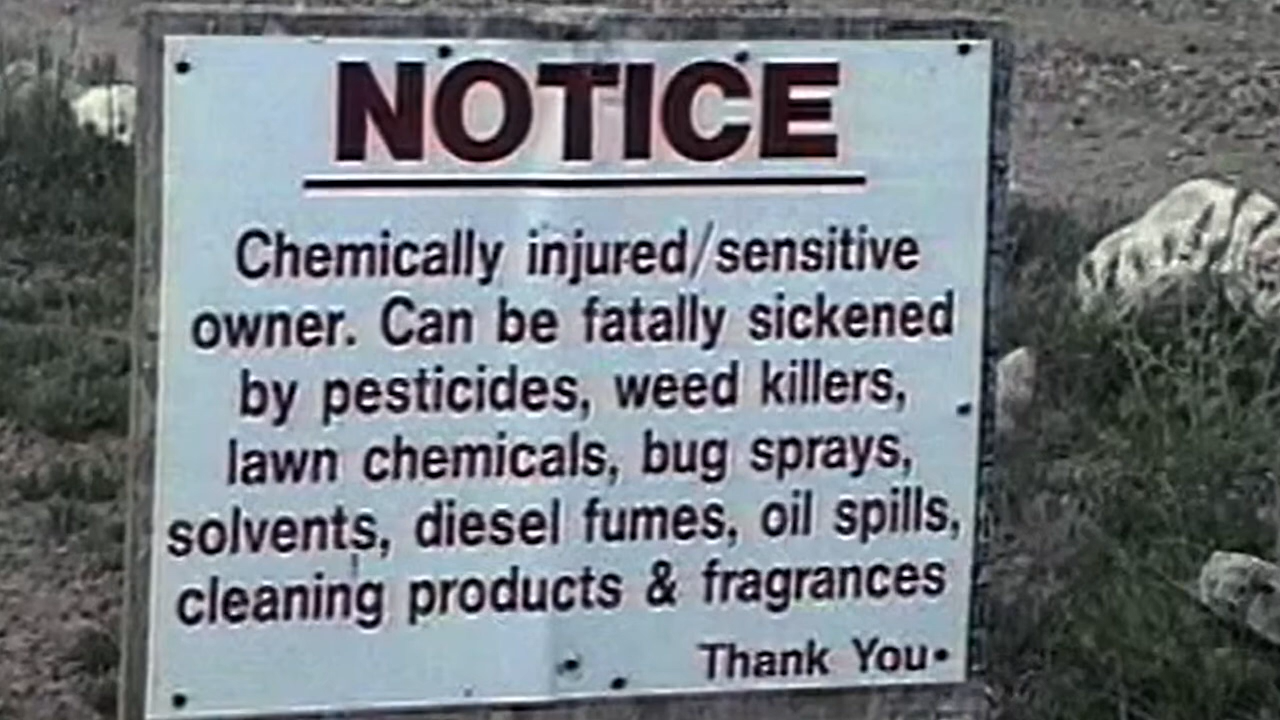 NOTICE
Chemically injured/sensitive
owner. Can be fatally sickened
by pesticides, weed killers,
lawn chemicals, bug sprays,
solvents, diesel fumes, oil spills,
cleaning products & fragrances
Thank You•